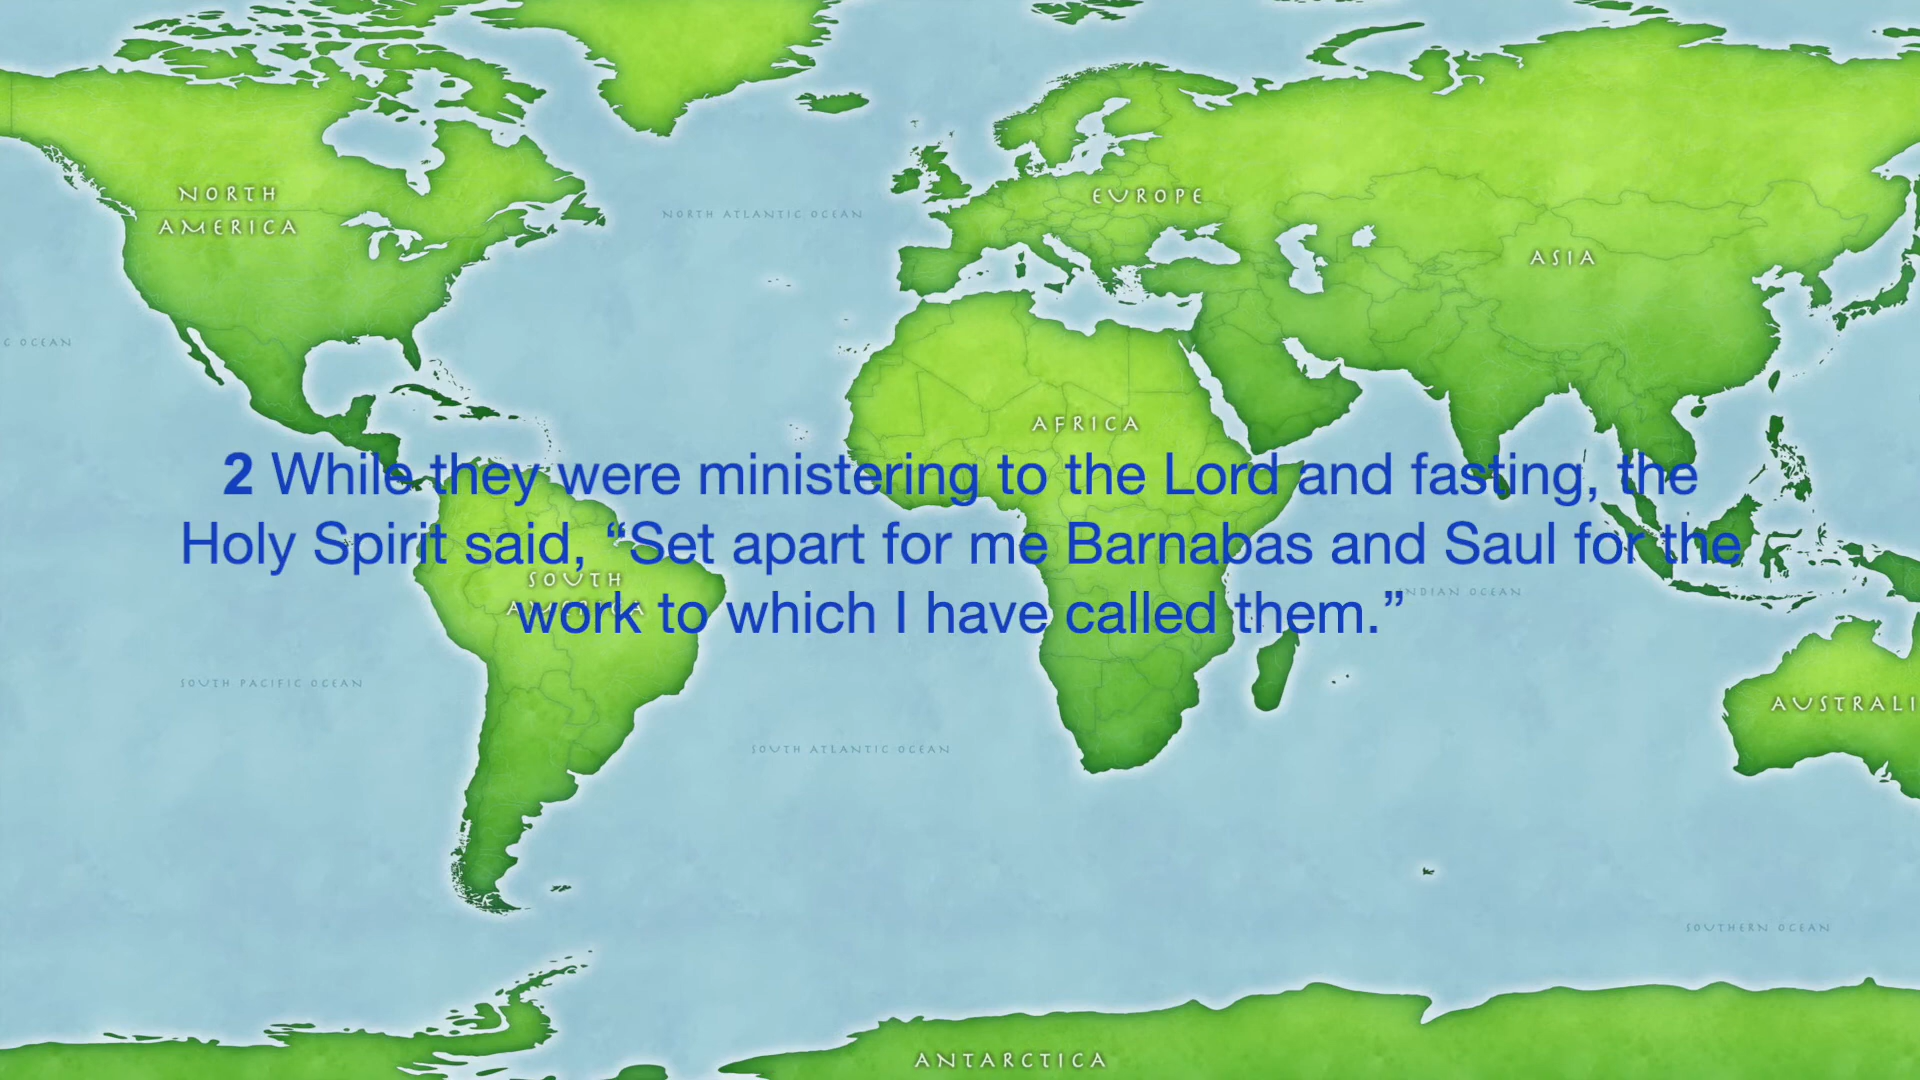 NORTH
AMERICA
NORTH ATLANTIC OCEAN
EUROPE
ASIA
C OCEAN
AFRICA
2 While they were ministering to the Lord and fasting, the
Holy Spirit said, “Set apart for me Barnabas and Saul for the
work to which I have called them.”
SOUTH
AMERICA
INDIAN OCEAN
SOUTH PACIFIC OCEAN
AUSTRALI
SOUTH ATLANTIC OCEAN
SOUTHERN OCEAN
ANTARCTICA